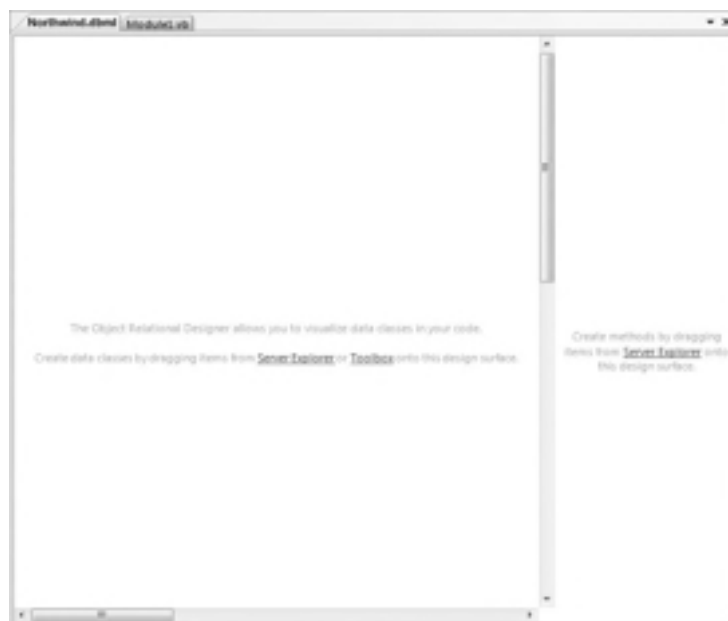 Northwind.dbml Module1.vb
The Object Relational Designer allows you to visualize data classes in your code.
Create data classes by dragging items from Server Explorer or Toolbox onto this design surface.
Create methods by dragging
items from Server Explorer onto
this design surface.